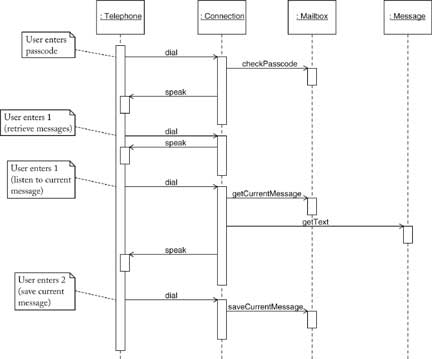 : Telephone
: Connection
: Mailbox
: Message
User enters
passcode
dial
checkPasscode
speak
User enters 1
(retrieve messages)
dial
speak
User enters 1
(listen to current
message)
dial
getCurrentMessage
getText
speak
User enters 2
(save current
message)
dial
saveCurrentMessage